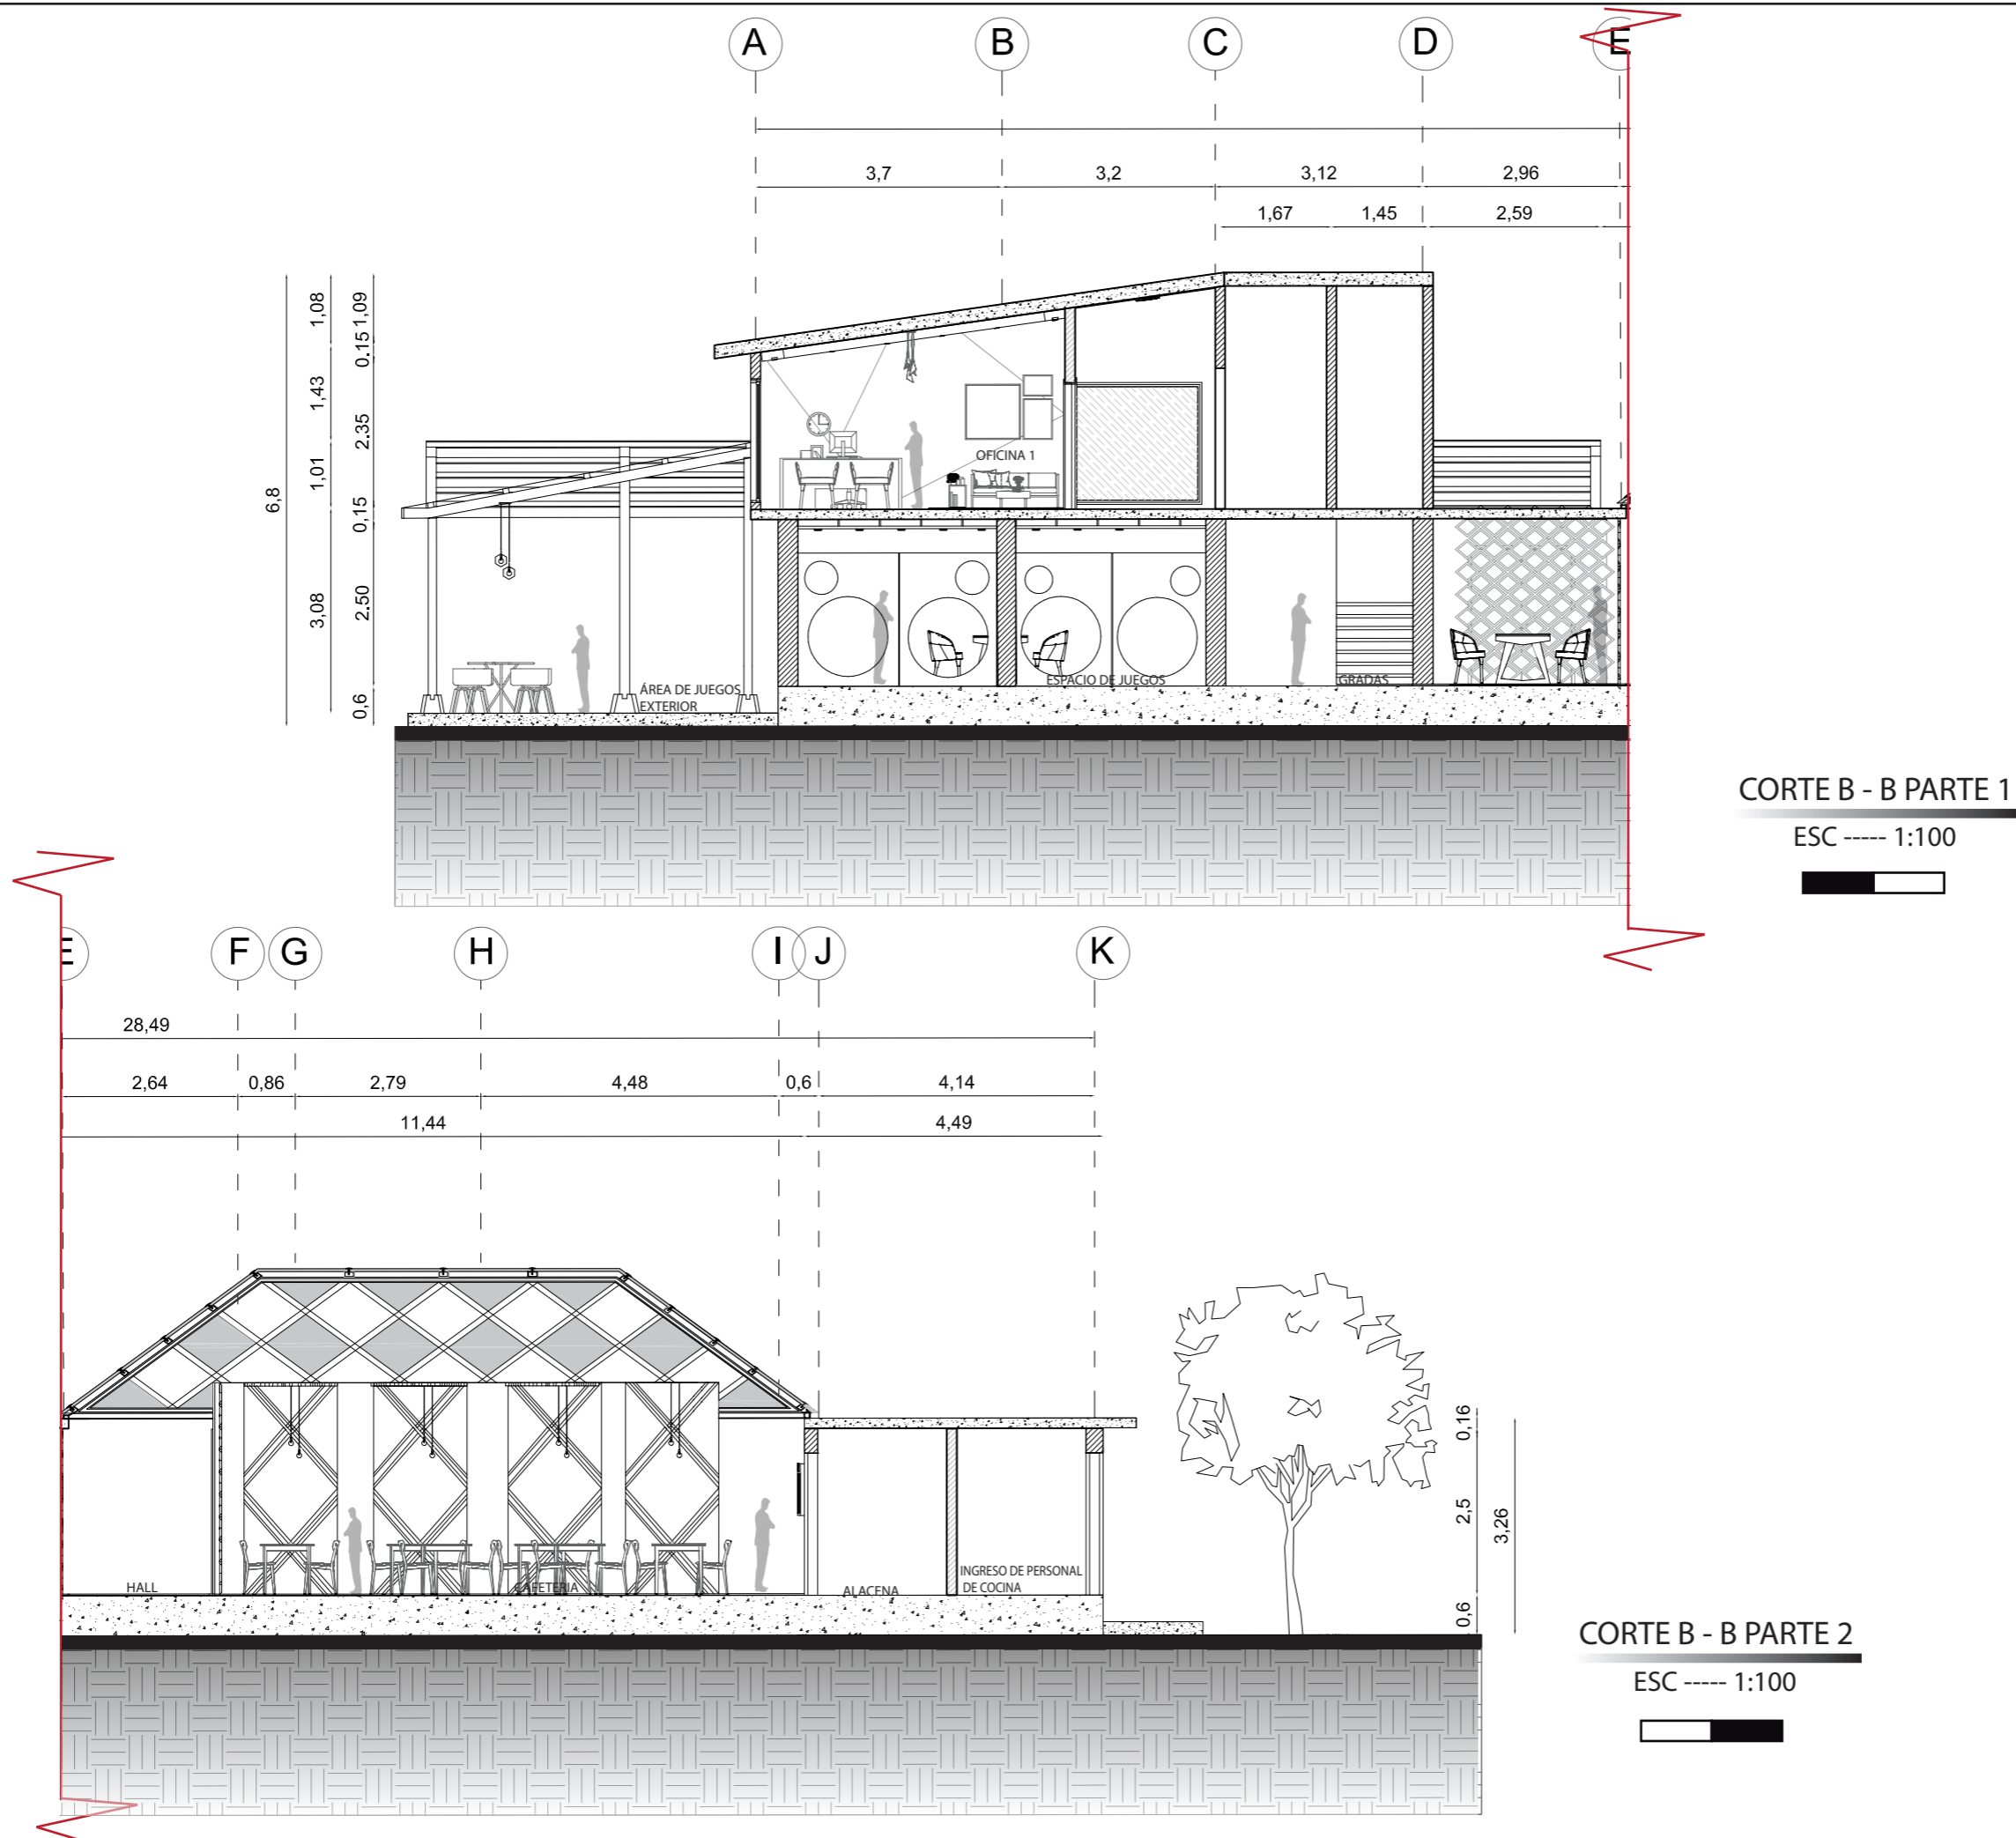 A B C D E
3,7 3,2 3,12 2,96
1,67 1,45 2,59
6,8
1,08 1,43 1,01 3,08
1,09 0.15 2.35 0.15 2.50 0.6
OFICINA 1
ÁREA DE JUEGOS
EXTERIOR
ESPACIO DE JUEGOS
GRADAS
CORTE B - B PARTE 1
ESC ----- 1:100
E F G H I J K
28,49
2,64 0,86 2,79 4,48 0,6 4,14
11,44 4,49
HALL
CAFETERIA
ALACENA
INGRESO DE PERSONAL
DE COCINA
0,16 2,5 0,6
3,26
CORTE B - B PARTE 2
ESC ----- 1:100